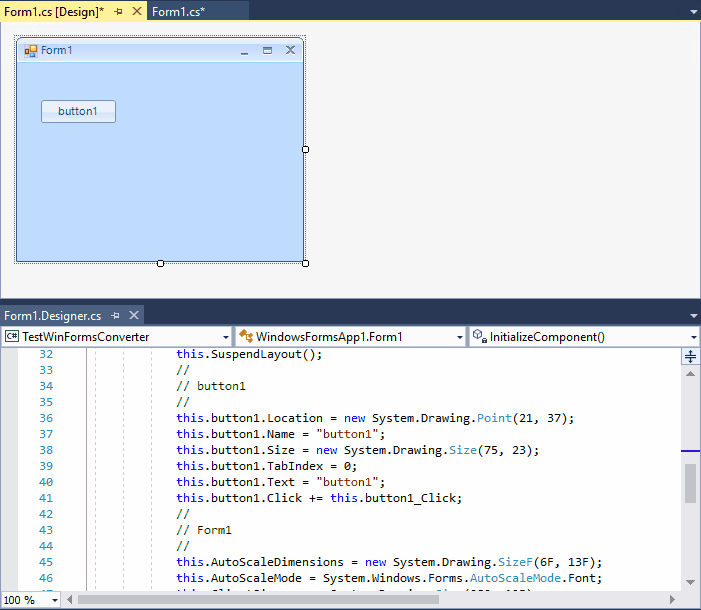 Form1.cs [Design]* Form1.cs*
Form1
button1
Form1.Designer.cs
C# TestWinFormsConverter WindowsFormsApp1.Form1 InitializeComponent()
32 this.SuspendLayout();
33 //
34 // button1
35 //
36 this.button1.Location = new System.Drawing.Point(21, 37);
37 this.button1.Name = "button1";
38 this.button1.Size = new System.Drawing.Size(75, 23);
39 this.button1.TabIndex = 0;
40 this.button1.Text = "button1";
41 this.button1.Click += this.button1_Click;
42 //
43 // Form1
44 //
45 this.AutoScaleDimensions = new System.Drawing.SizeF(6F, 13F);
46 this.AutoScaleMode = System.Windows.Forms.AutoScaleMode.Font;
100 %